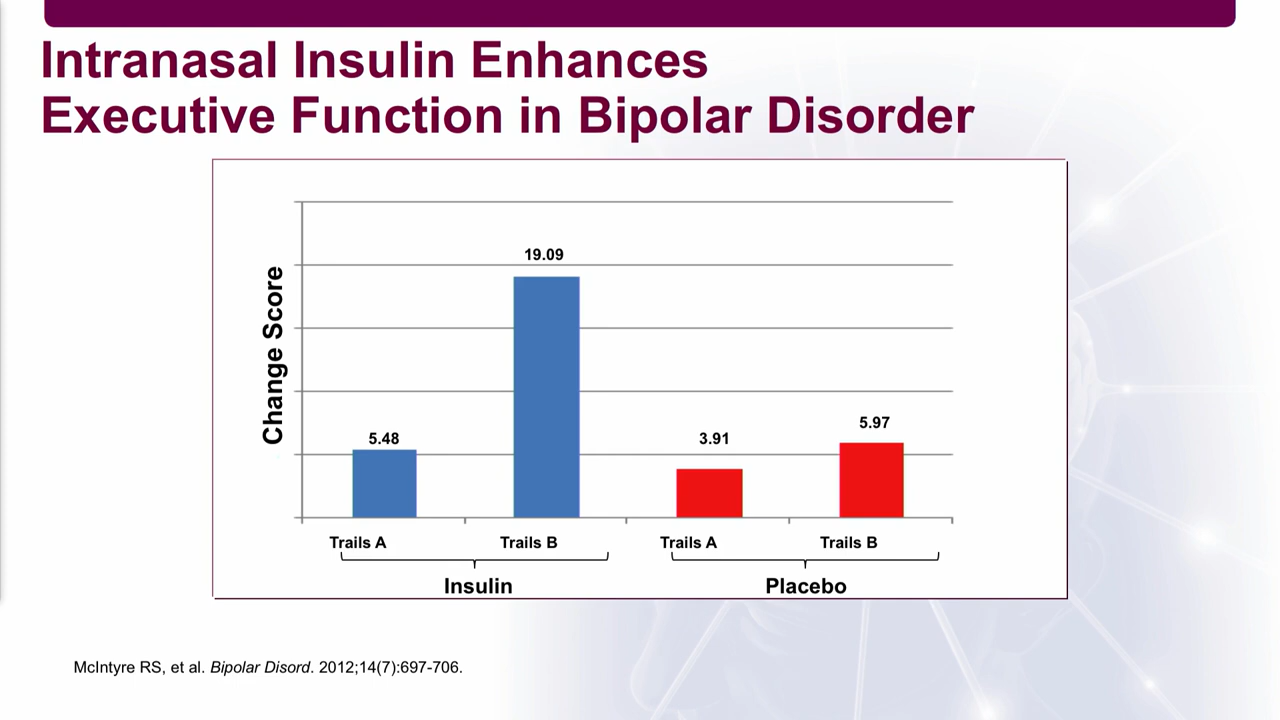 Intranasal Insulin Enhances
Executive Function in Bipolar Disorder
Change Score
5.48
19.09
3.91
5.97
Trails A
Trails B
Trails A
Trails B
Insulin
Placebo
McIntyre RS, et al. Bipolar Disord. 2012;14(7):697-706.